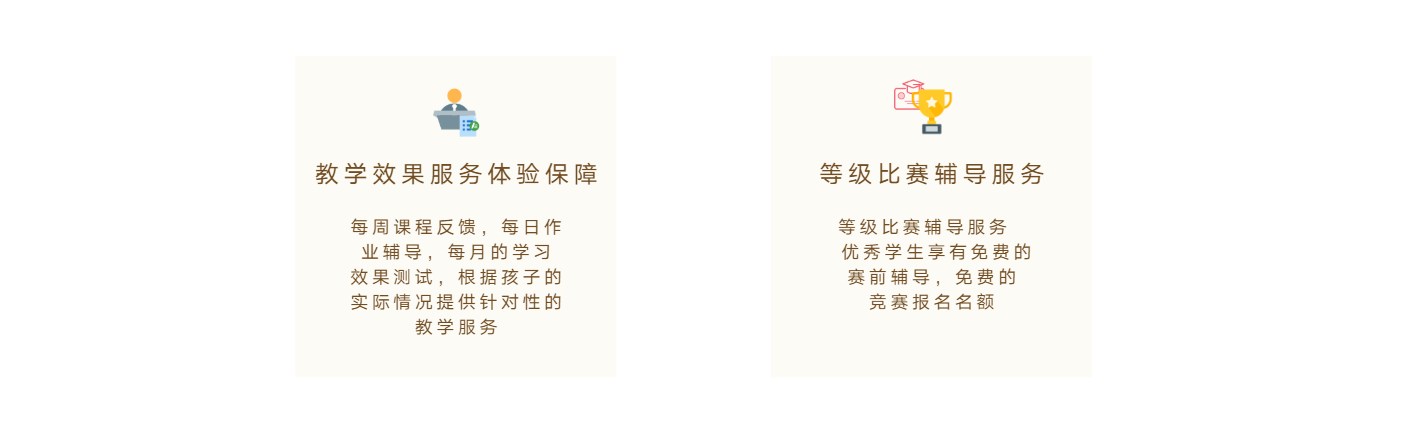 教学效果服务体验保障
每周课程反馈，每日作
业辅导，每月的学习
效果测试，根据孩子的
实际情况提供针对性的
教学服务
等级比赛辅导服务
等级比赛辅导服务
优秀学生享有免费的
赛前辅导，免费的
竞赛报名名额